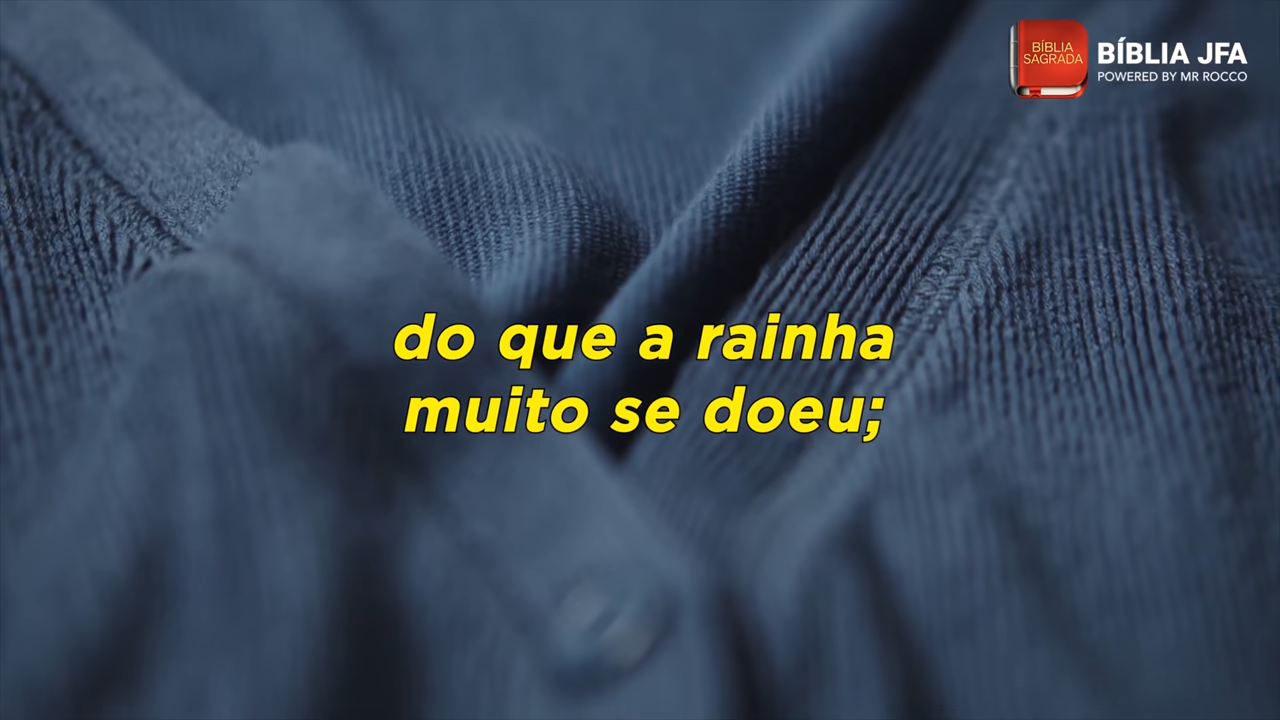 BÍBLIA
SAGRADA
BÍBLIA JFA
POWERED BY MR ROCCO
do que a rainha
muito se doeu;